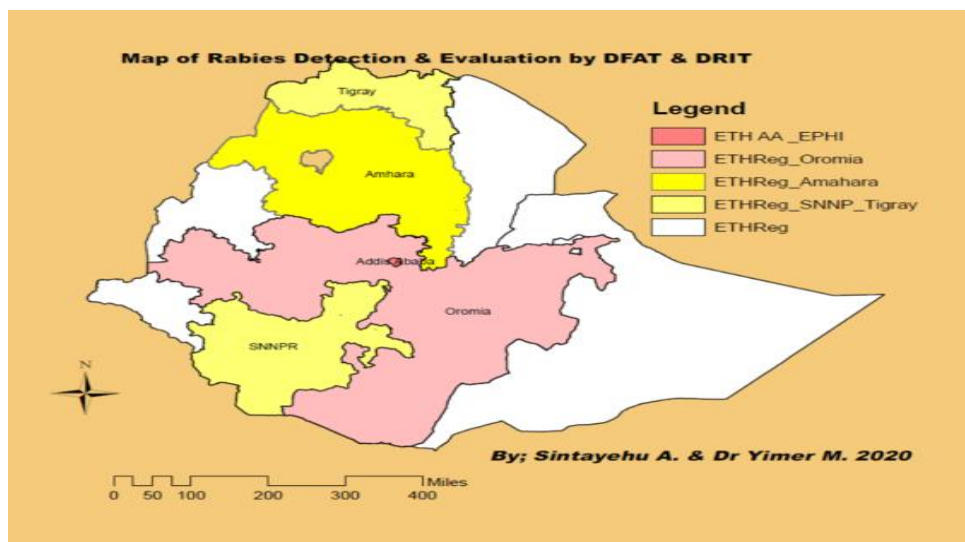 Map of Rabies Detection & Evaluation by DFAT & DRIT
Tigray
Legend
ETH AA _EPHI
ETHReg_Oromia
Amhara
ETHReg_Amahara
ETHReg_SNNP_Tigray
ETHReg
Addis Ababa
Oromia
SNNPR
N
By; Sintayehu A. & Dr Yimer M. 2020
Miles
0 50 100 200 300 400